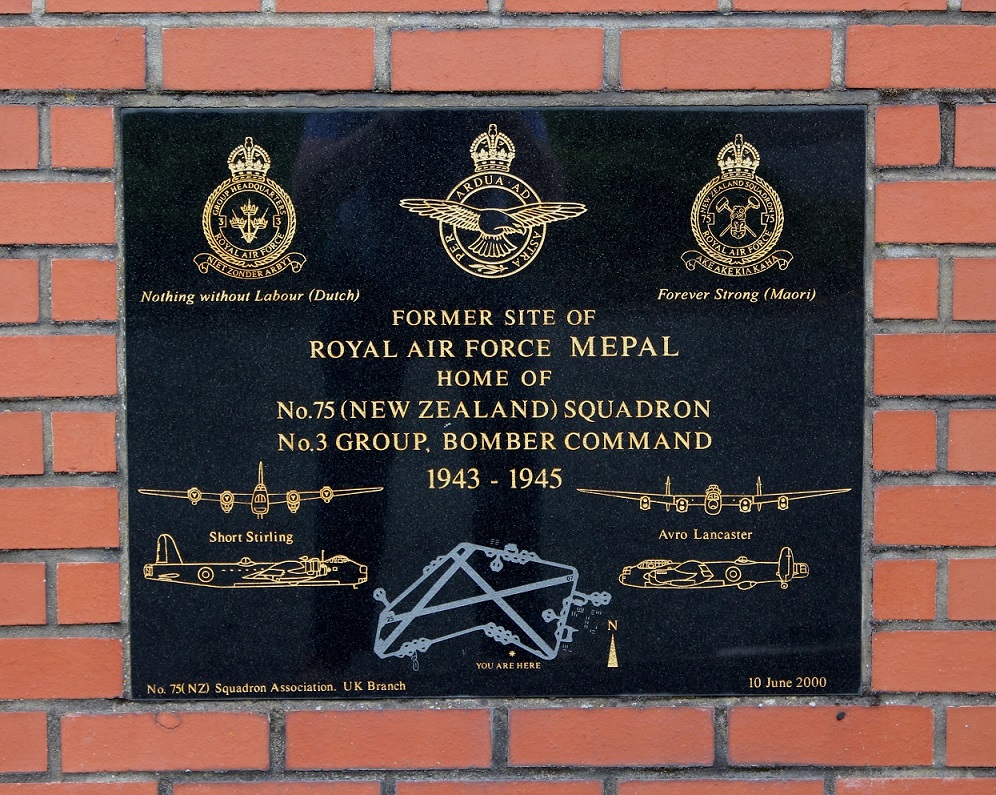 GROUP HEADQUARTERS
3 3
ROYAL AIR FORCE
NIET ZONDER ARBYT
Nothing without Labour (Dutch)
PER ARDUA AD ASTRA
NEW ZEALAND SQUADRON
75 75
ROYAL AIR FORCE
AKE AKE KIA KAHA
Forever Strong (Maori)
FORMER SITE OF
ROYAL AIR FORCE MEPAL
HOME OF
No.75 (NEW ZEALAND) SQUADRON
No.3 GROUP, BOMBER COMMAND
1943 - 1945
Short Stirling
Avro Lancaster
07
25
N
YOU ARE HERE
No. 75(NZ) Squadron Association. UK Branch
10 June 2000